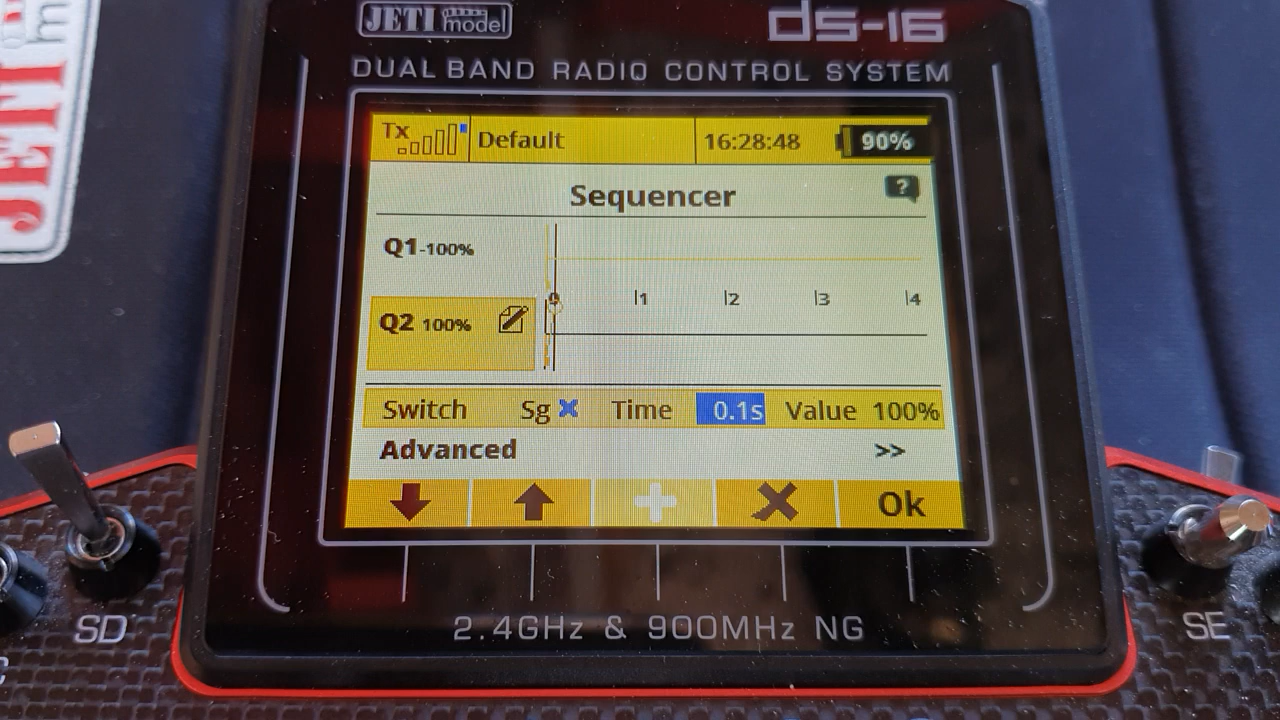 JETI model
DS-16
DUAL BAND RADIO CONTROL SYSTEM
Tx Default 16:28:48 90%
Sequencer ?
Q1 -100%
1 2 3 4
Q2 100%
Switch Sg Time 0.1s Value 100%
Advanced >>
Ok
2.4GHz & 900MHz NG
SD
SE
JETI